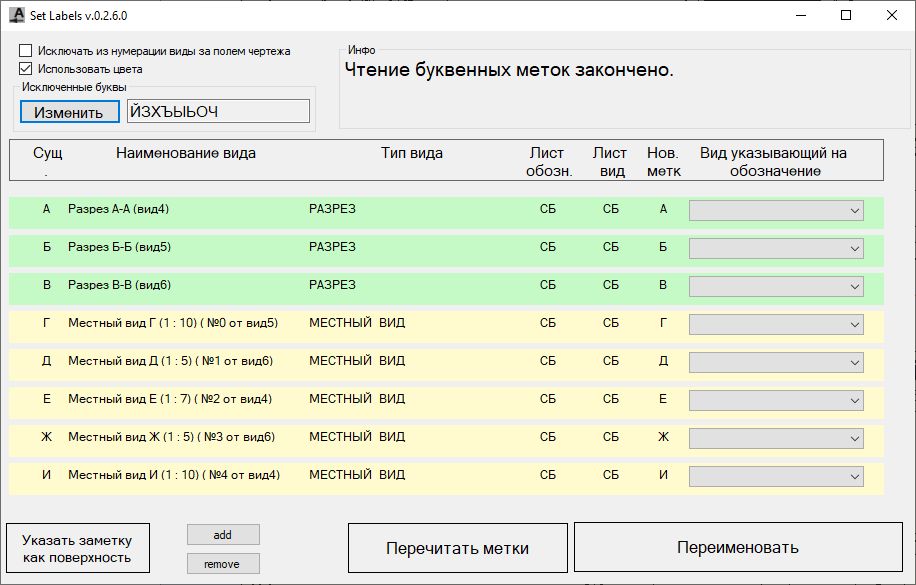 Set Labels v.0.2.6.0
Исключать из нумерации виды за полем чертежа
Использовать цвета
Исключенные буквы
Изменить ЙЗХЪЫЬОЧ
Инфо
Чтение буквенных меток закончено.
Сущ Наименование вида Тип вида Лист Лист Нов. Вид указывающий на
. обозн. вид метк обозначение
А Разрез А-А (вид4) РАЗРЕЗ СБ СБ А
Б Разрез Б-Б (вид5) РАЗРЕЗ СБ СБ Б
В Разрез В-В (вид6) РАЗРЕЗ СБ СБ В
Г Местный вид Г (1 : 10) ( №0 от вид5) МЕСТНЫЙ ВИД СБ СБ Г
Д Местный вид Д (1 : 5) ( №1 от вид6) МЕСТНЫЙ ВИД СБ СБ Д
Е Местный вид Е (1 : 7) ( №2 от вид4) МЕСТНЫЙ ВИД СБ СБ Е
Ж Местный вид Ж (1 : 5) ( №3 от вид6) МЕСТНЫЙ ВИД СБ СБ Ж
И Местный вид И (1 : 10) ( №4 от вид4) МЕСТНЫЙ ВИД СБ СБ И
Указать заметку
как поверхность
add
remove
Перечитать метки
Переименовать